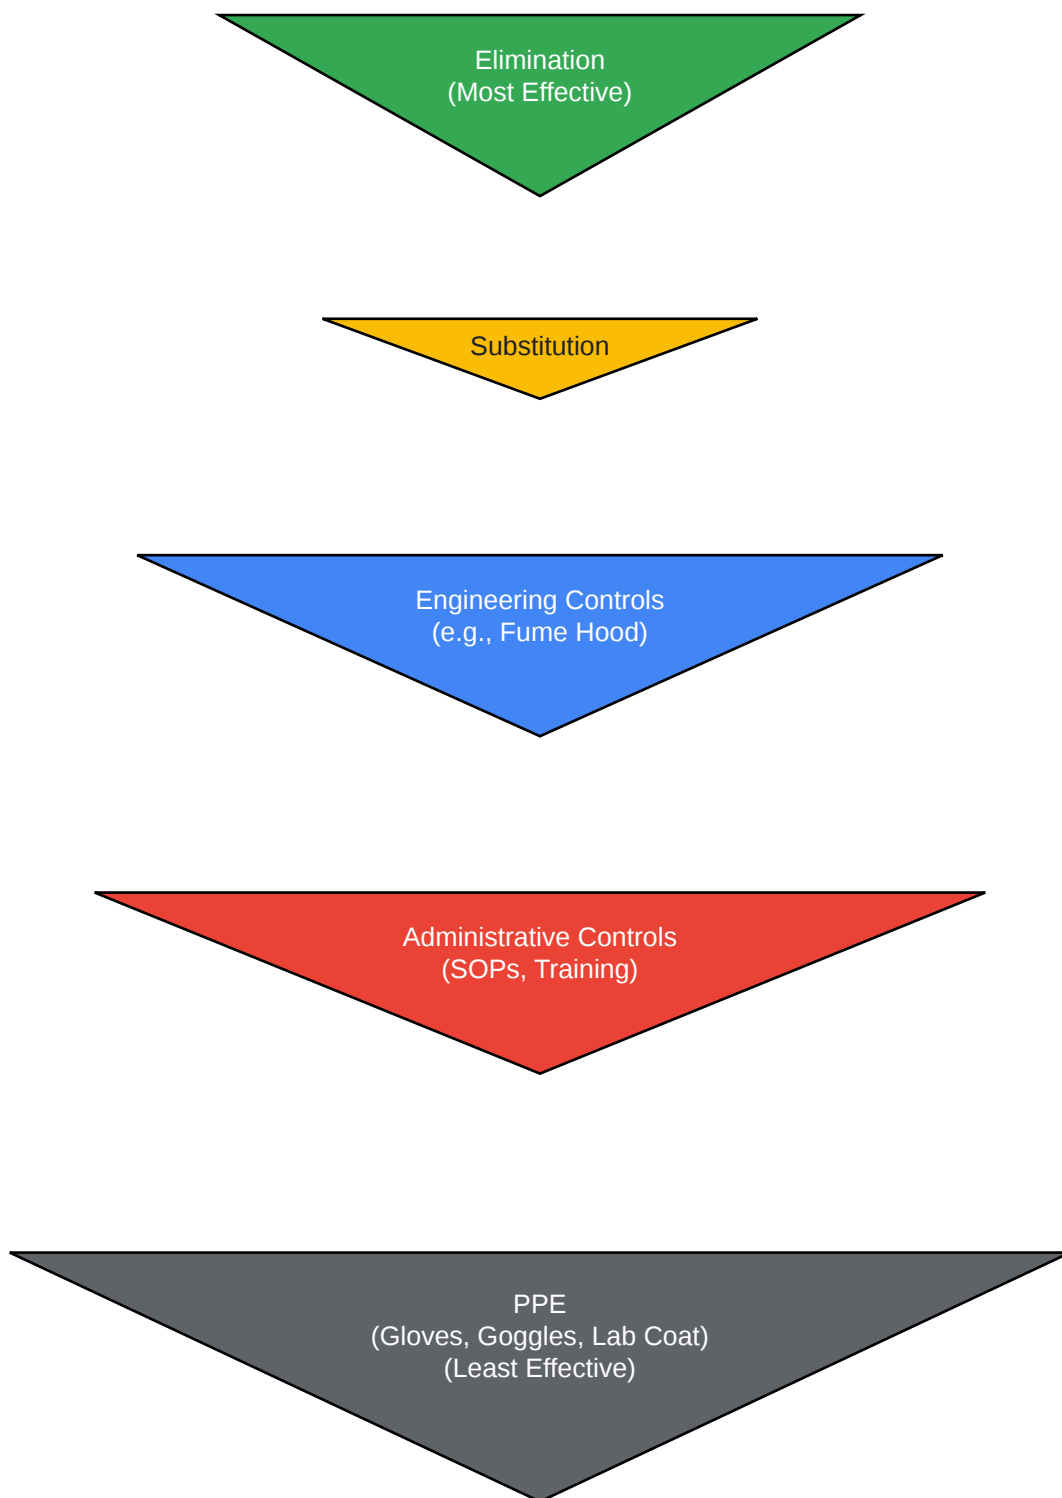 Elimination
(Most Effective)
Substitution
Engineering Controls
(e.g., Fume Hood)
Administrative Controls
(SOPs, Training)
PPE
(Gloves, Goggles, Lab Coat)
(Least Effective)